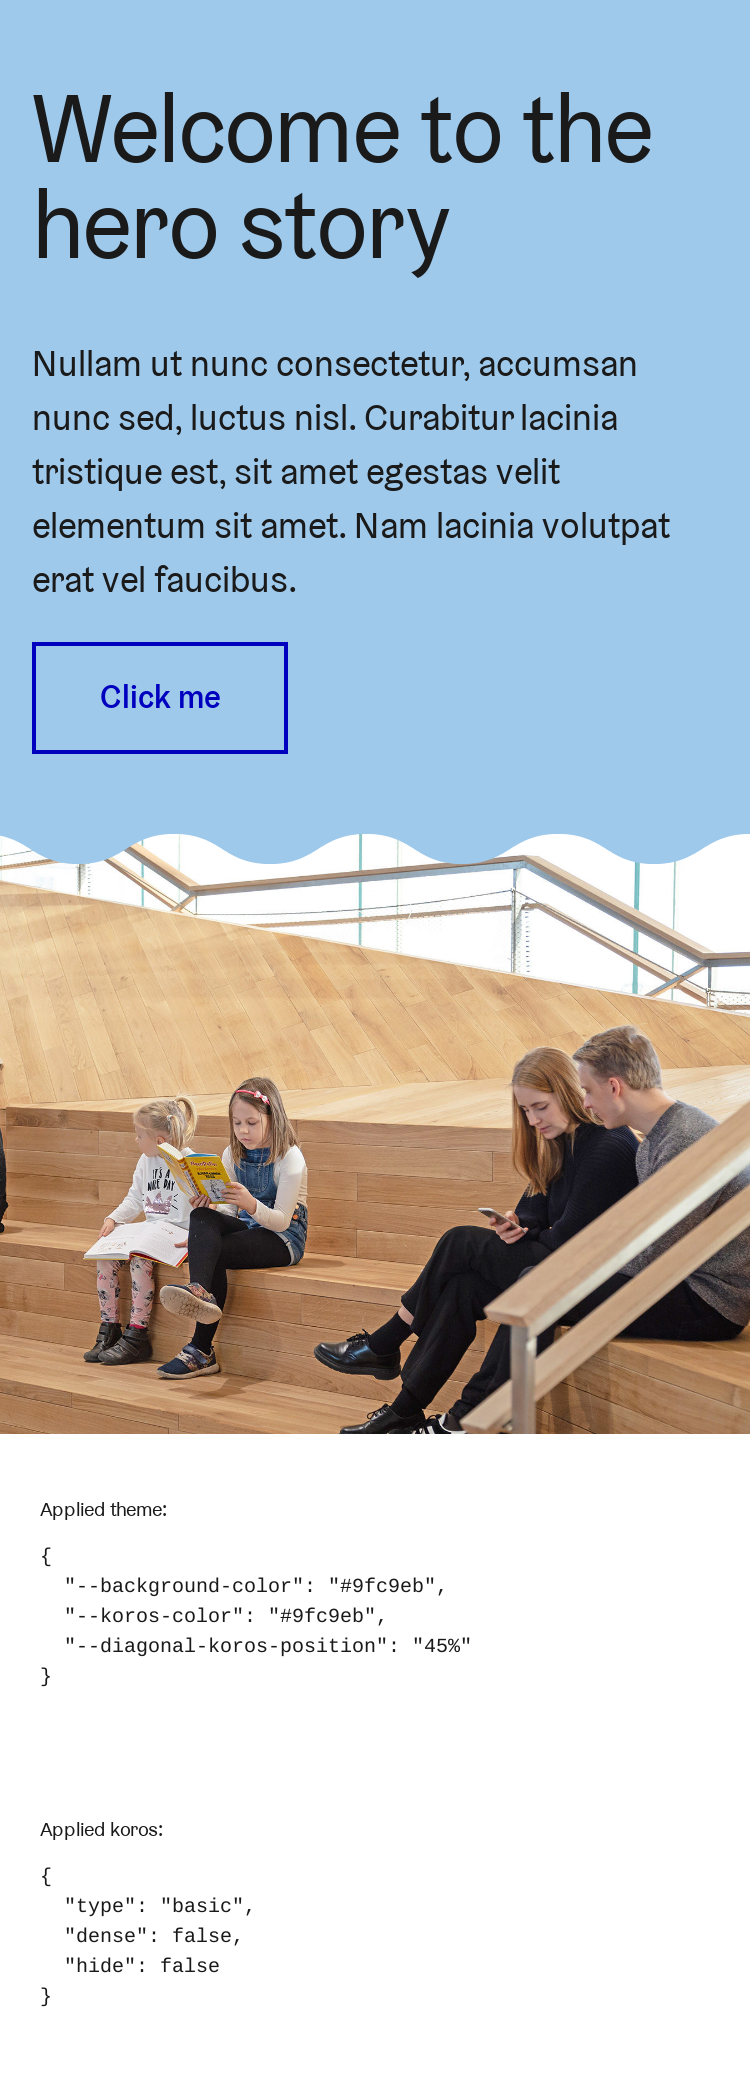 Welcome to the
hero story
Nullam ut nunc consectetur, accumsan
nunc sed, luctus nisl. Curabitur lacinia
tristique est, sit amet egestas velit
elementum sit amet. Nam lacinia volutpat
erat vel faucibus.
Click me
IT'S A
NICE DAY
Applied theme:
{
"--background-color": "#9fc9eb",
"--koros-color": "#9fc9eb",
"--diagonal-koros-position": "45%"
}
Applied koros:
{
"type": "basic",
"dense": false,
"hide": false
}